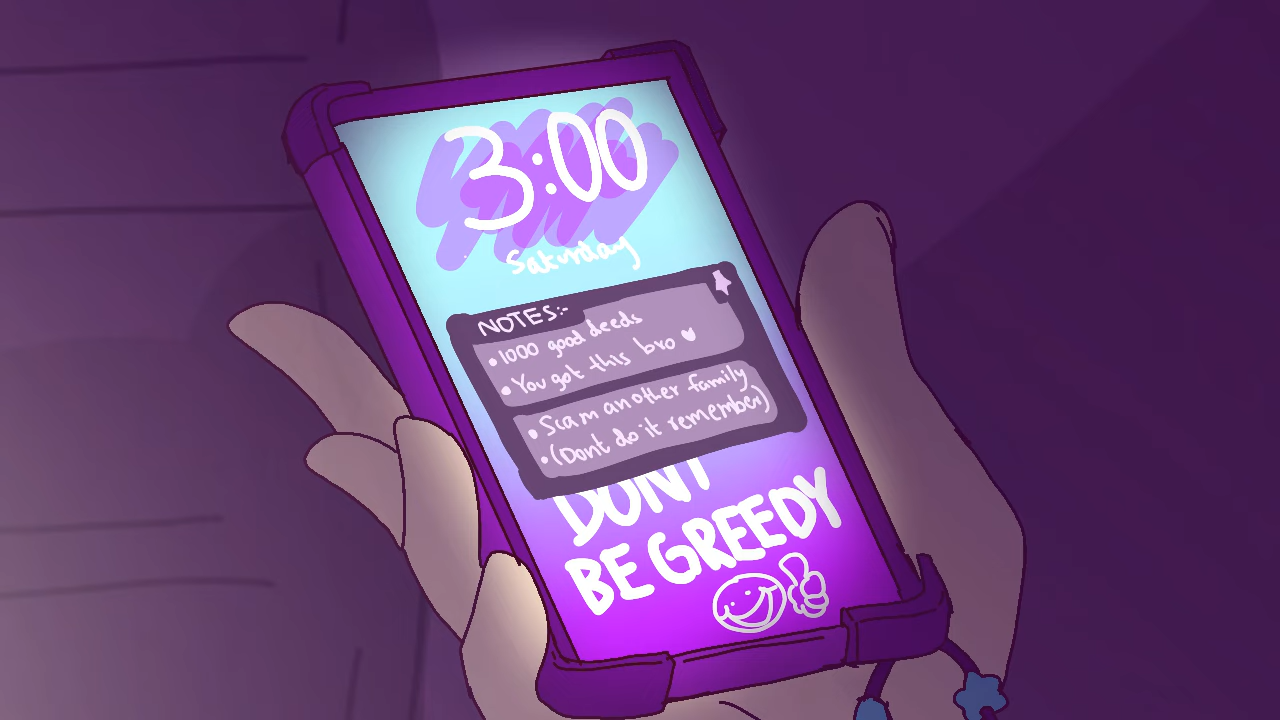 3:00
Saturday
NOTES:-
• 1000 good deeds
• You got this bro ♥
• Scam another family
• (Dont do it remember)
DONT
BE GREEDY